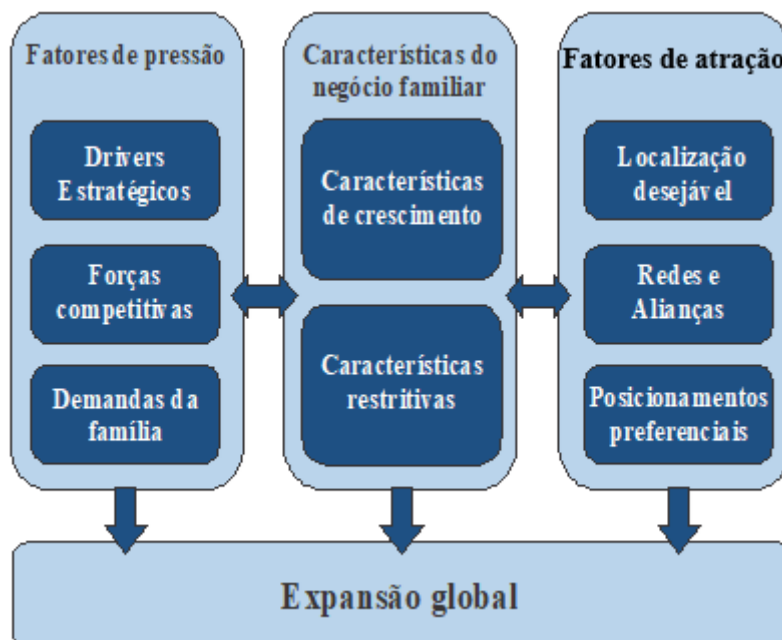 Fatores de pressão
Drivers
Estratégicos
Forças
competitivas
Demandas da
família
Características do
negócio familiar
Características
de crescimento
Características
restritivas
Fatores de atração
Localização
desejável
Redes e
Alianças
Posicionamentos
preferenciais
Expansão global